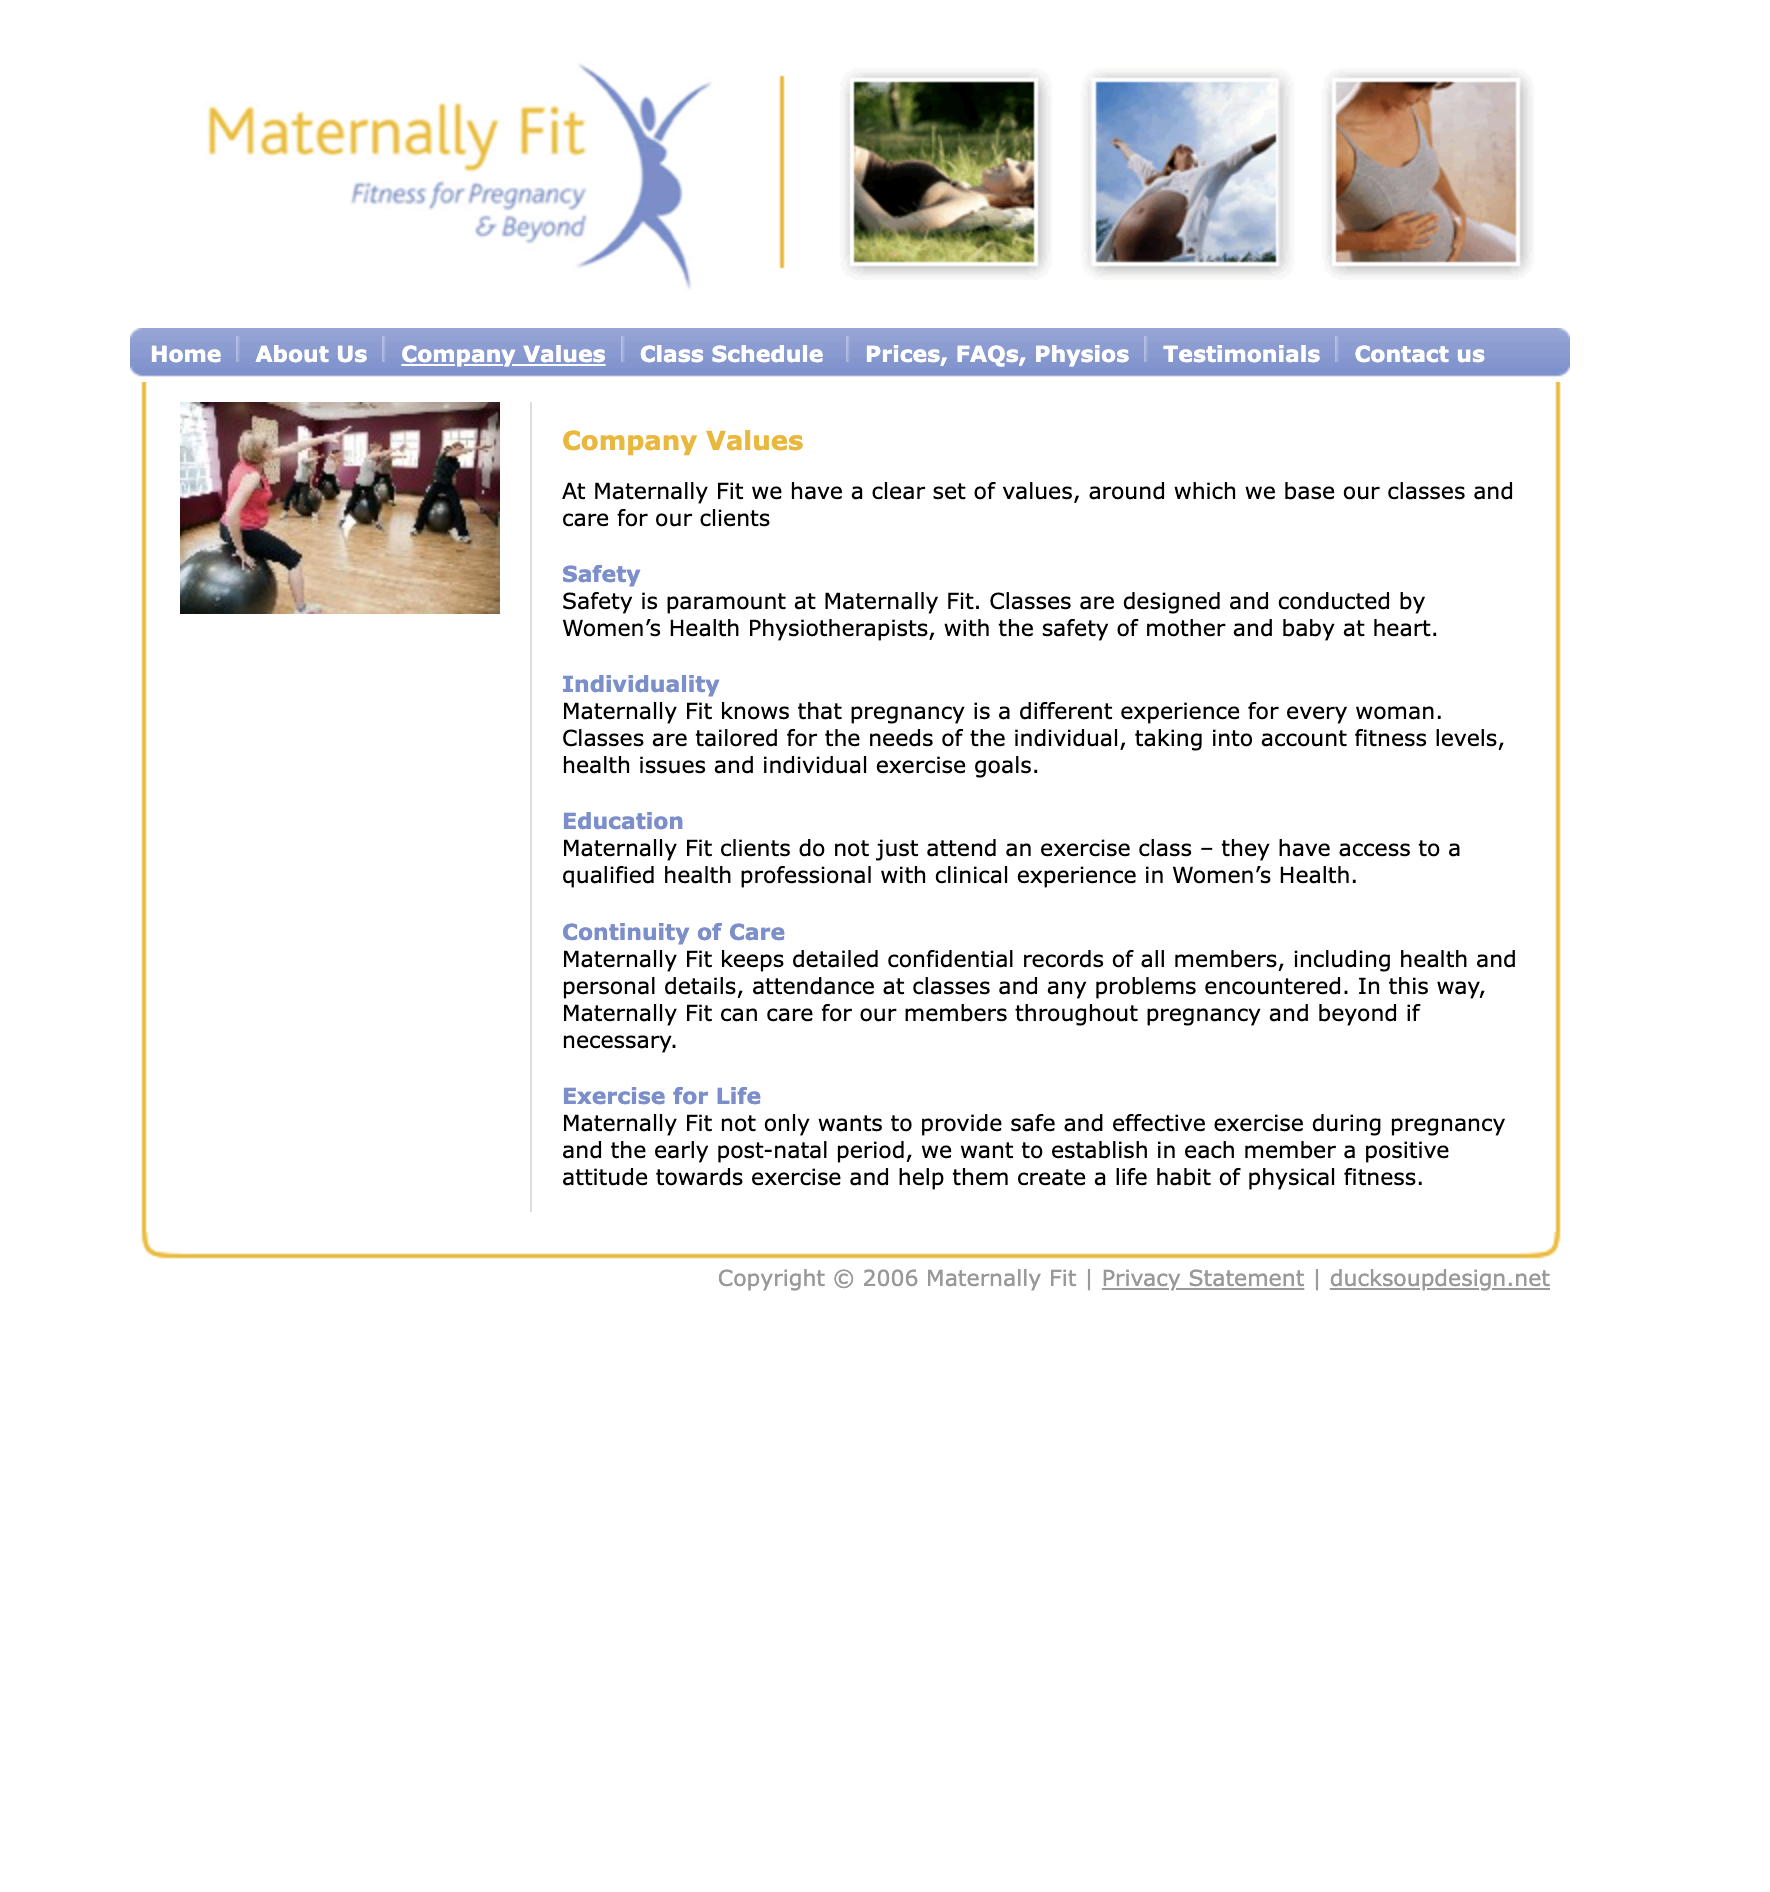 Maternally Fit
Fitness for Pregnancy
& Beyond
Home About Us Company Values Class Schedule Prices, FAQs, Physios Testimonials Contact us
Company Values
At Maternally Fit we have a clear set of values, around which we base our classes and
care for our clients
Safety
Safety is paramount at Maternally Fit. Classes are designed and conducted by
Women’s Health Physiotherapists, with the safety of mother and baby at heart.
Individuality
Maternally Fit knows that pregnancy is a different experience for every woman.
Classes are tailored for the needs of the individual, taking into account fitness levels,
health issues and individual exercise goals.
Education
Maternally Fit clients do not just attend an exercise class – they have access to a
qualified health professional with clinical experience in Women’s Health.
Continuity of Care
Maternally Fit keeps detailed confidential records of all members, including health and
personal details, attendance at classes and any problems encountered. In this way,
Maternally Fit can care for our members throughout pregnancy and beyond if
necessary.
Exercise for Life
Maternally Fit not only wants to provide safe and effective exercise during pregnancy
and the early post-natal period, we want to establish in each member a positive
attitude towards exercise and help them create a life habit of physical fitness.
Copyright © 2006 Maternally Fit | Privacy Statement | ducksoupdesign.net